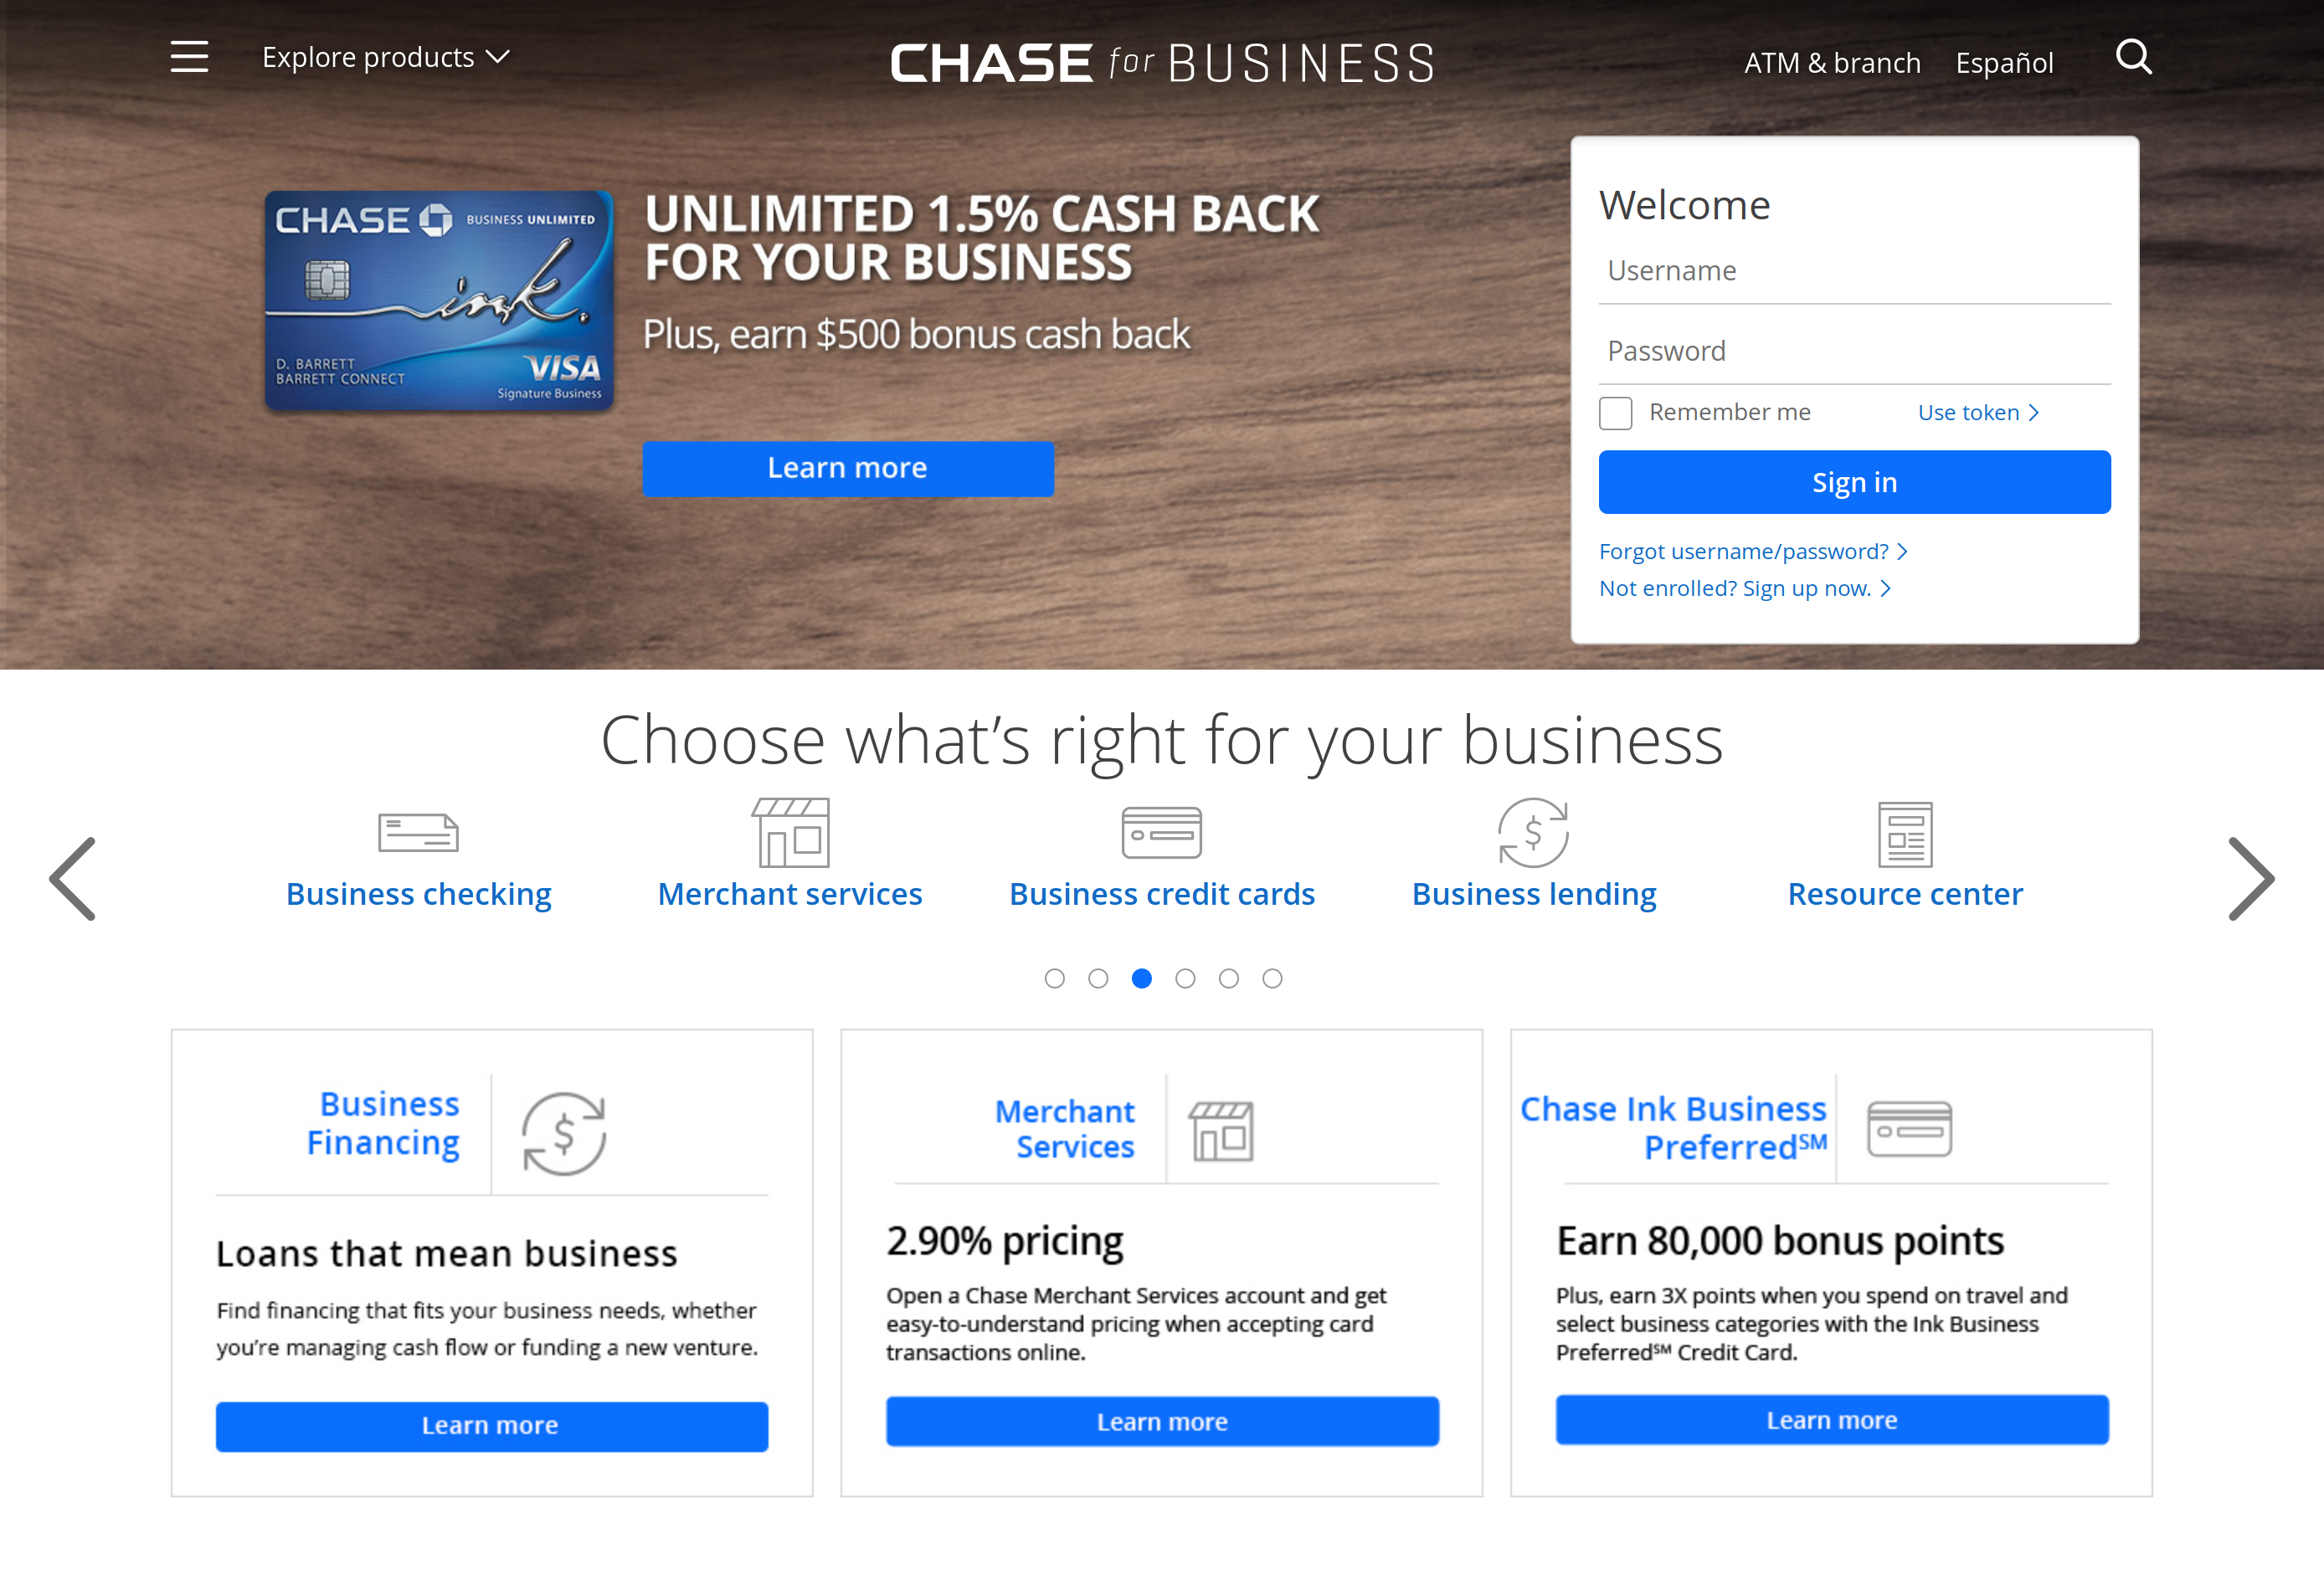 Explore products
CHASE for BUSINESS
ATM & branch
Español
CHASE BUSINESS UNLIMITED
ink.
D. BARRETT
BARRETT CONNECT
VISA
Signature Business
UNLIMITED 1.5% CASH BACK
FOR YOUR BUSINESS
Plus, earn $500 bonus cash back
Learn more
Welcome
Username
Password
Remember me
Use token
Sign in
Forgot username/password?
Not enrolled? Sign up now.
Choose what’s right for your business
Business checking
Merchant services
Business credit cards
Business lending
Resource center
Business
Financing
Loans that mean business
Find financing that fits your business needs, whether
you’re managing cash flow or funding a new venture.
Learn more
Merchant
Services
2.90% pricing
Open a Chase Merchant Services account and get
easy-to-understand pricing when accepting card
transactions online.
Learn more
Chase Ink Business
Preferred℠
Earn 80,000 bonus points
Plus, earn 3X points when you spend on travel and
select business categories with the Ink Business
Preferred℠ Credit Card.
Learn more